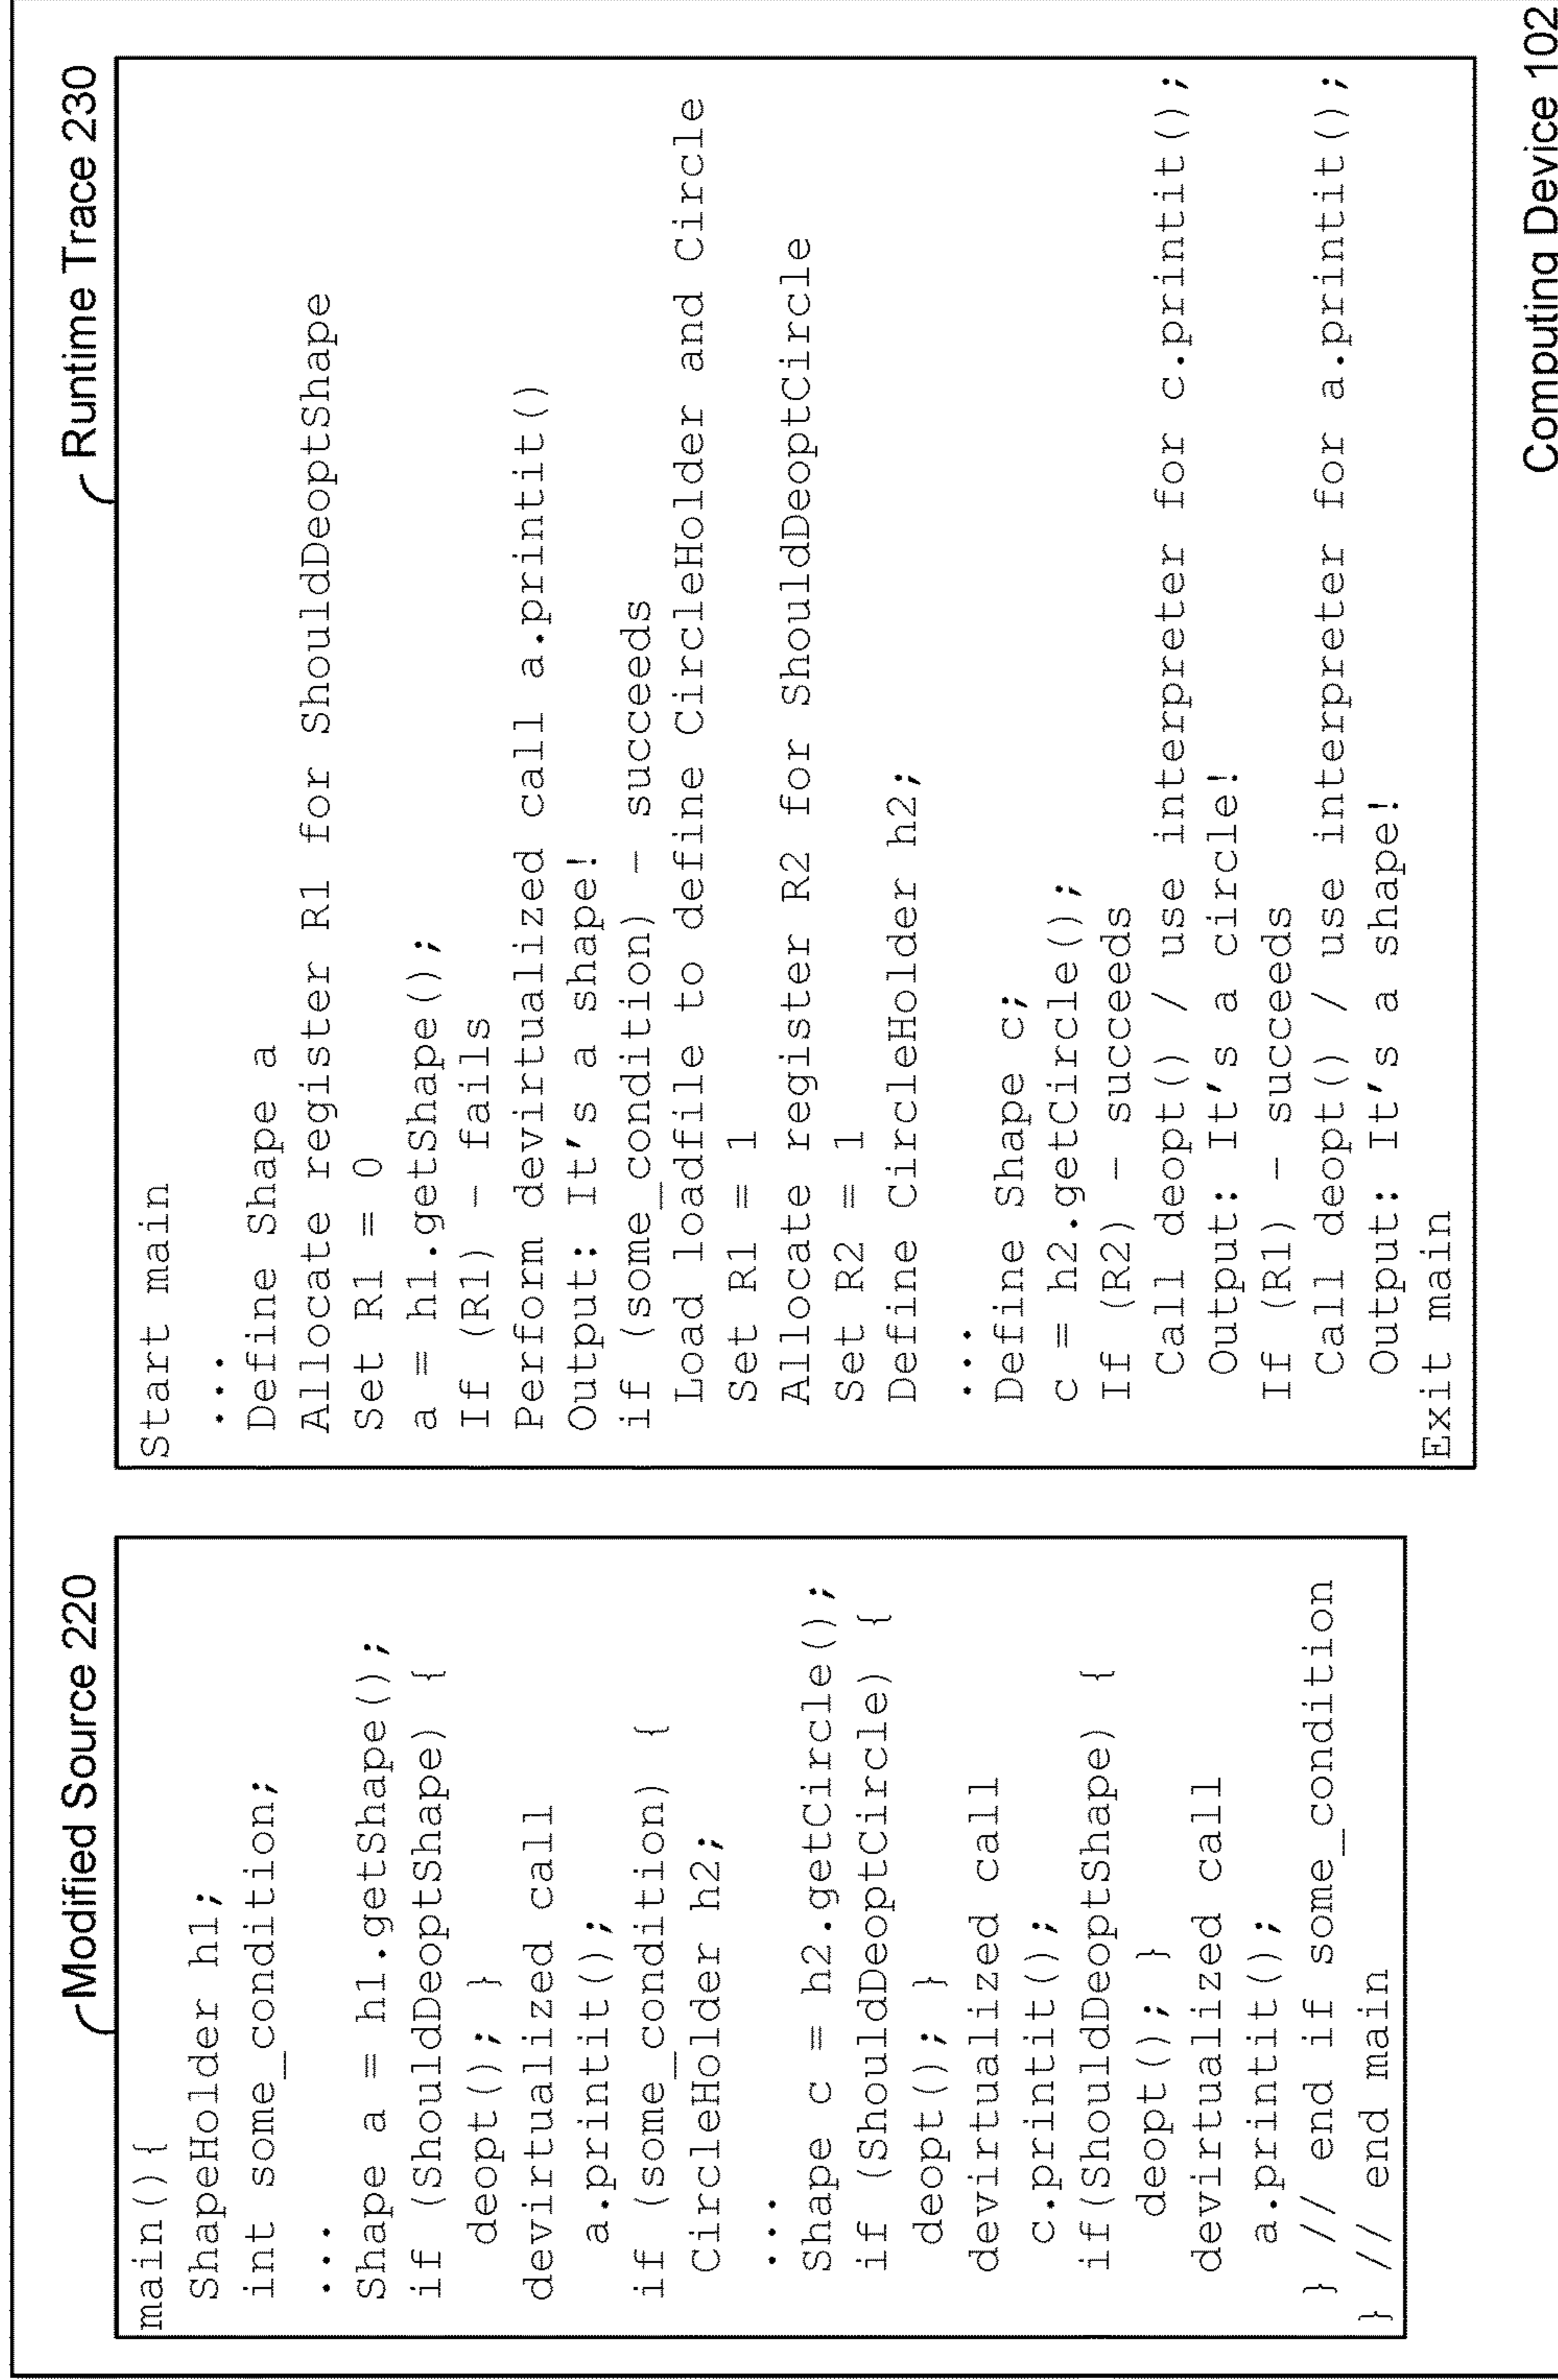 Modified Source 220
main(){
ShapeHolder h1;
int some_condition;
...
Shape a = h1.getShape();
if (ShouldDeoptShape) {
deopt(); }
devirtualized call
a.printit();
if (some_condition) {
CircleHolder h2;
...
Shape c = h2.getCircle();
if (ShouldDeoptCircle) {
deopt(); }
devirtualized call
c.printit();
if(ShouldDeoptShape) {
deopt(); }
devirtualized call
a.printit();
} // end if some_condition
} // end main
Runtime Trace 230
Start main
...
Define Shape a
Allocate register R1 for ShouldDeoptShape
Set R1 = 0
a = h1.getShape();
If (R1) – fails
Perform devirtualized call a.printit()
Output: It's a shape!
if (some_condition) – succeeds
Load loadfile to define CircleHolder and Circle
Set R1 = 1
Allocate register R2 for ShouldDeoptCircle
Set R2 = 1
Define CircleHolder h2;
...
Define Shape c;
c = h2.getCircle();
If (R2) – succeeds
Call deopt() / use interpreter for c.printit();
Output: It's a circle!
If (R1) – succeeds
Call deopt() / use interpreter for a.printit();
Output: It's a shape!
Exit main
Computing Device 102